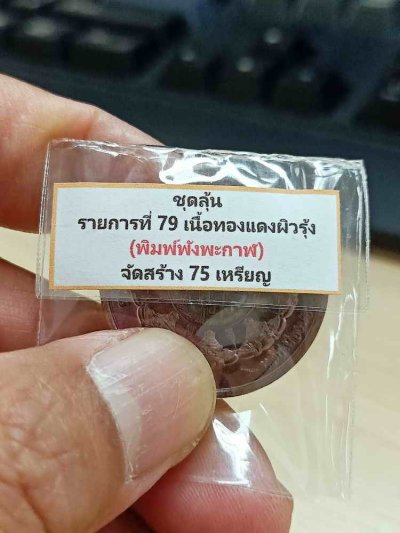 ชุดลุ้น
รายการที่ 79 เนื้อทองแดงผิวรุ้ง
(พิมพ์พังพะกาฬ)
จัดสร้าง 75 เหรียญ